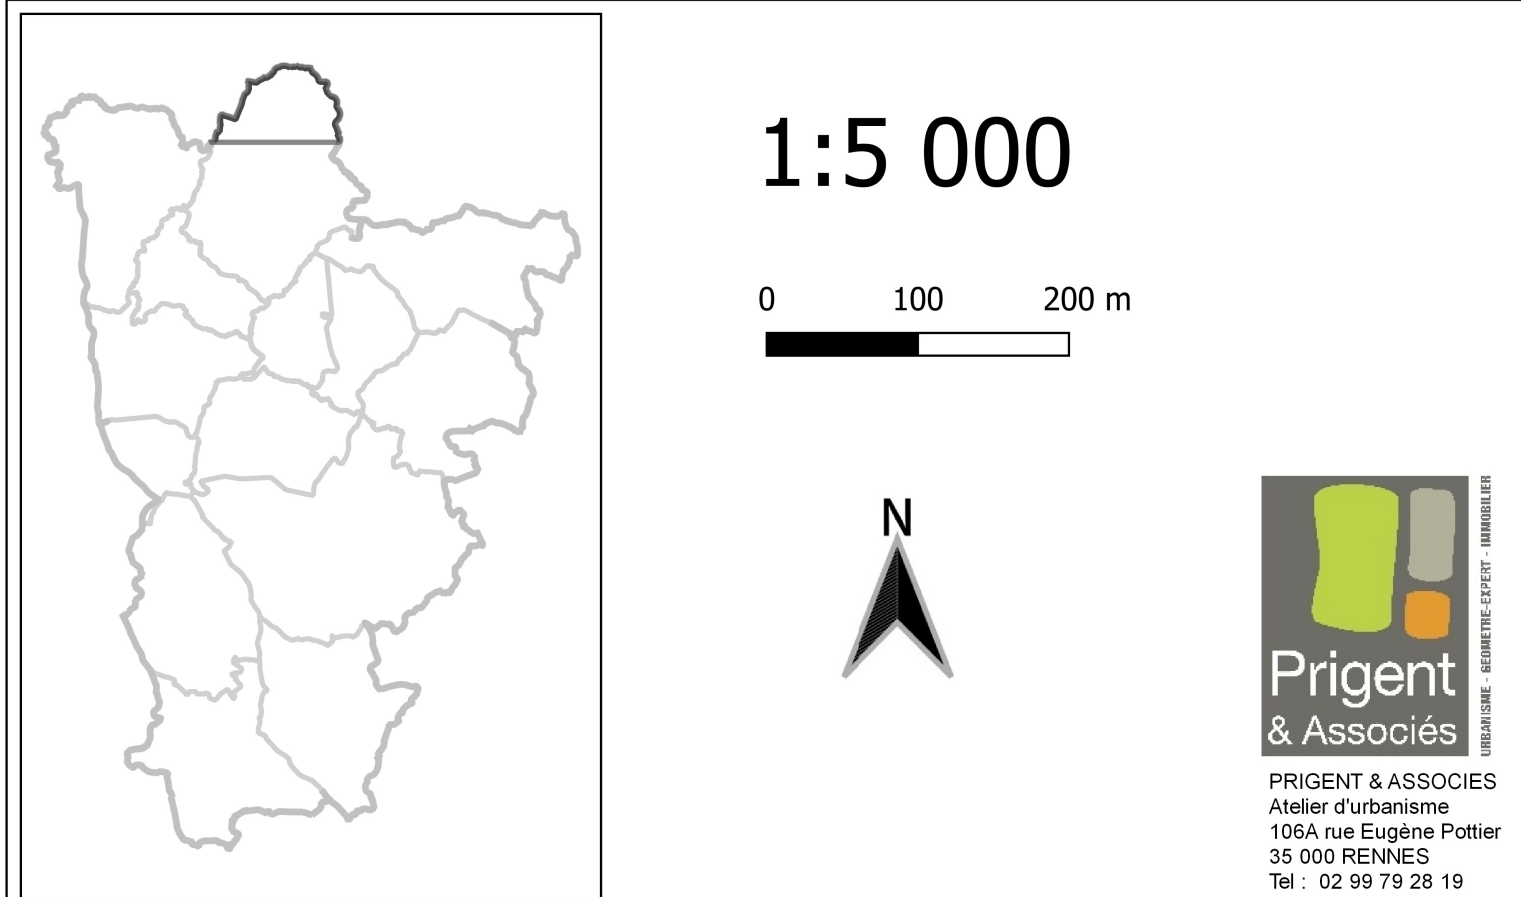 1:5 000
0 100 200 m
N
Prigent
& Associés
URBANISME - GEOMETRE-EXPERT - IMMOBILIER
PRIGENT & ASSOCIES
Atelier d'urbanisme
106A rue Eugène Pottier
35 000 RENNES
Tel : 02 99 79 28 19